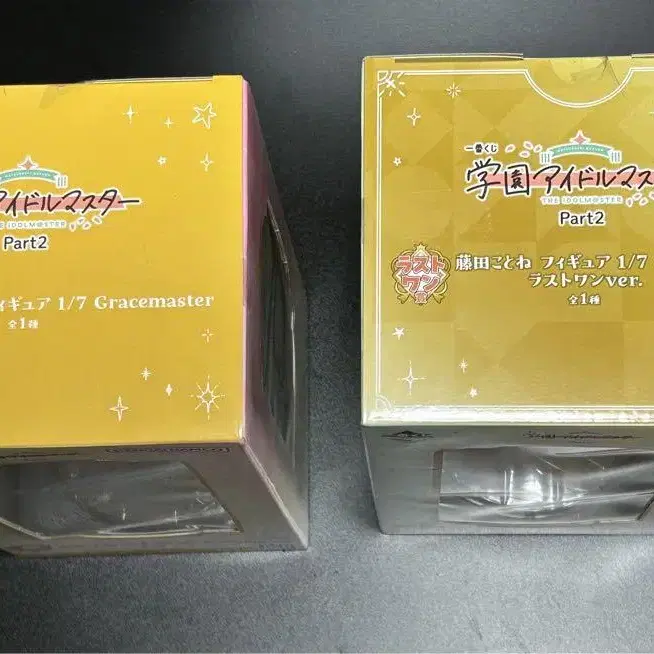 アイドルマスター
THE IDOLM@STER
Part2
ィギュア 1/7 Gracemaster
全1種
一番くじ
学園アイドルマス
THE IDOLM@STER
Part2
ラストワン賞
藤田ことね フィギュア 1/7
ラストワンver.
全1種